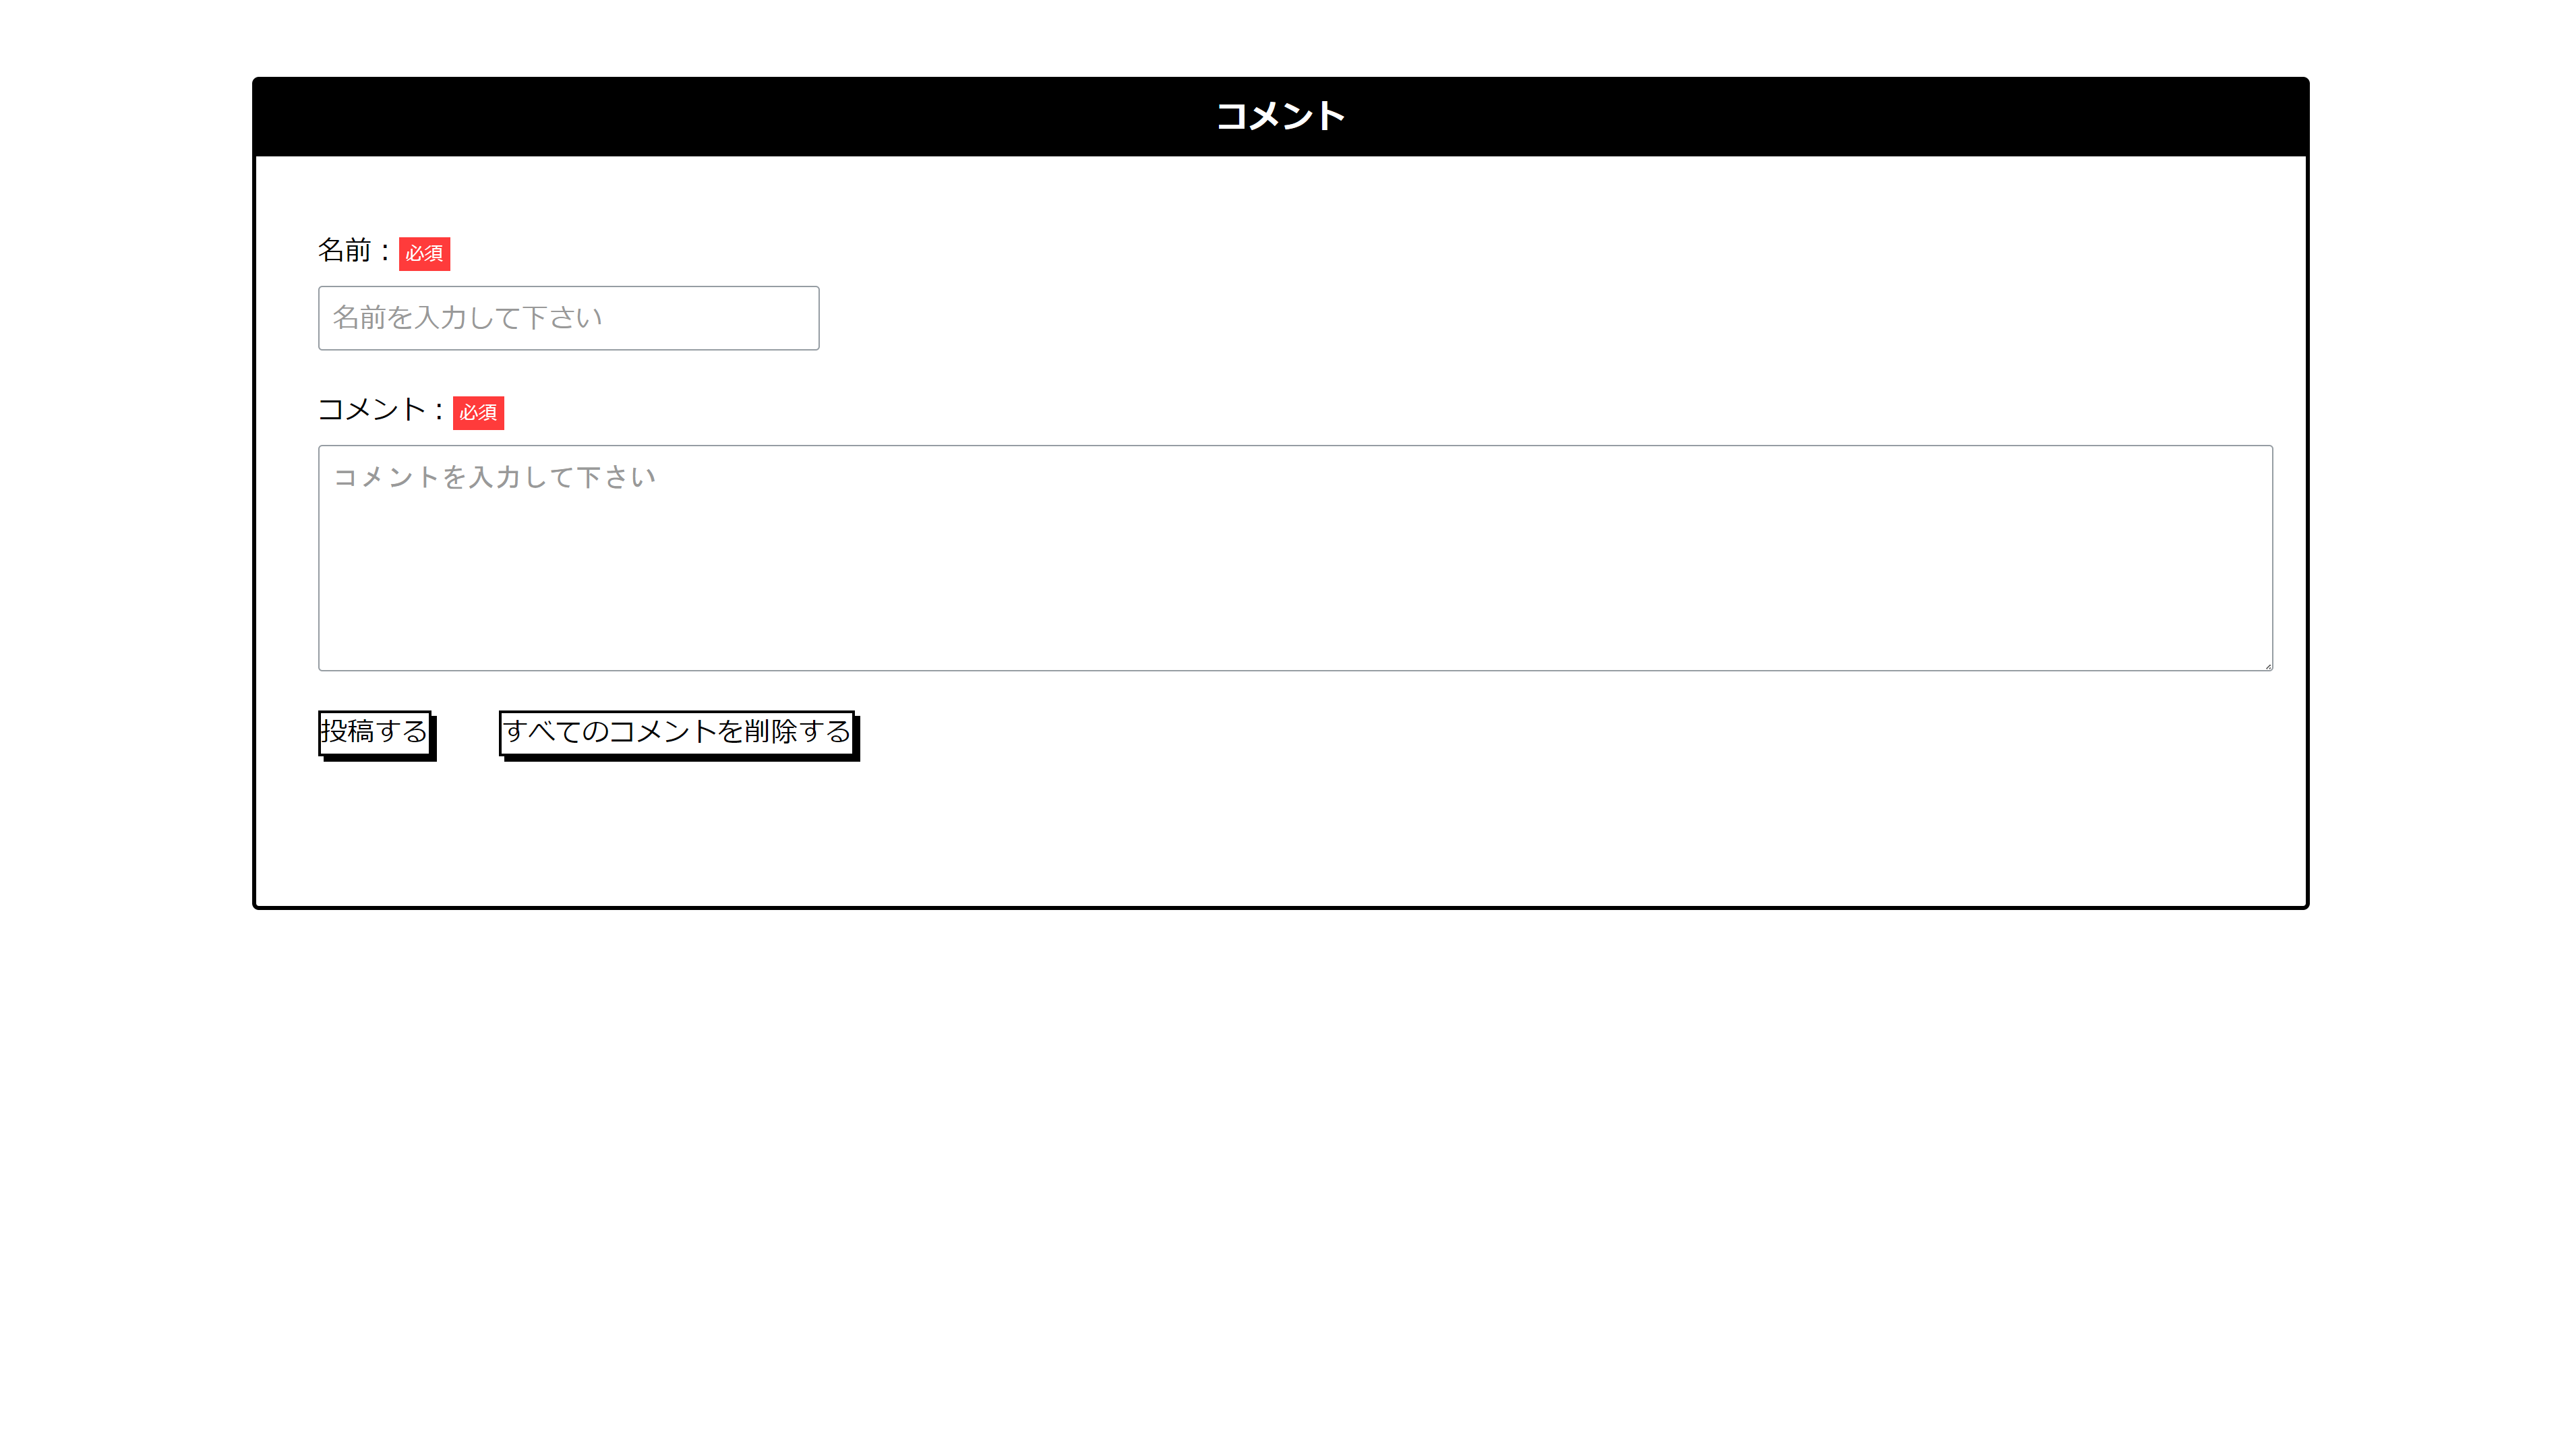 コメント
名前： 必須
名前を入力して下さい
コメント： 必須
コメントを入力して下さい
投稿する すべてのコメントを削除する